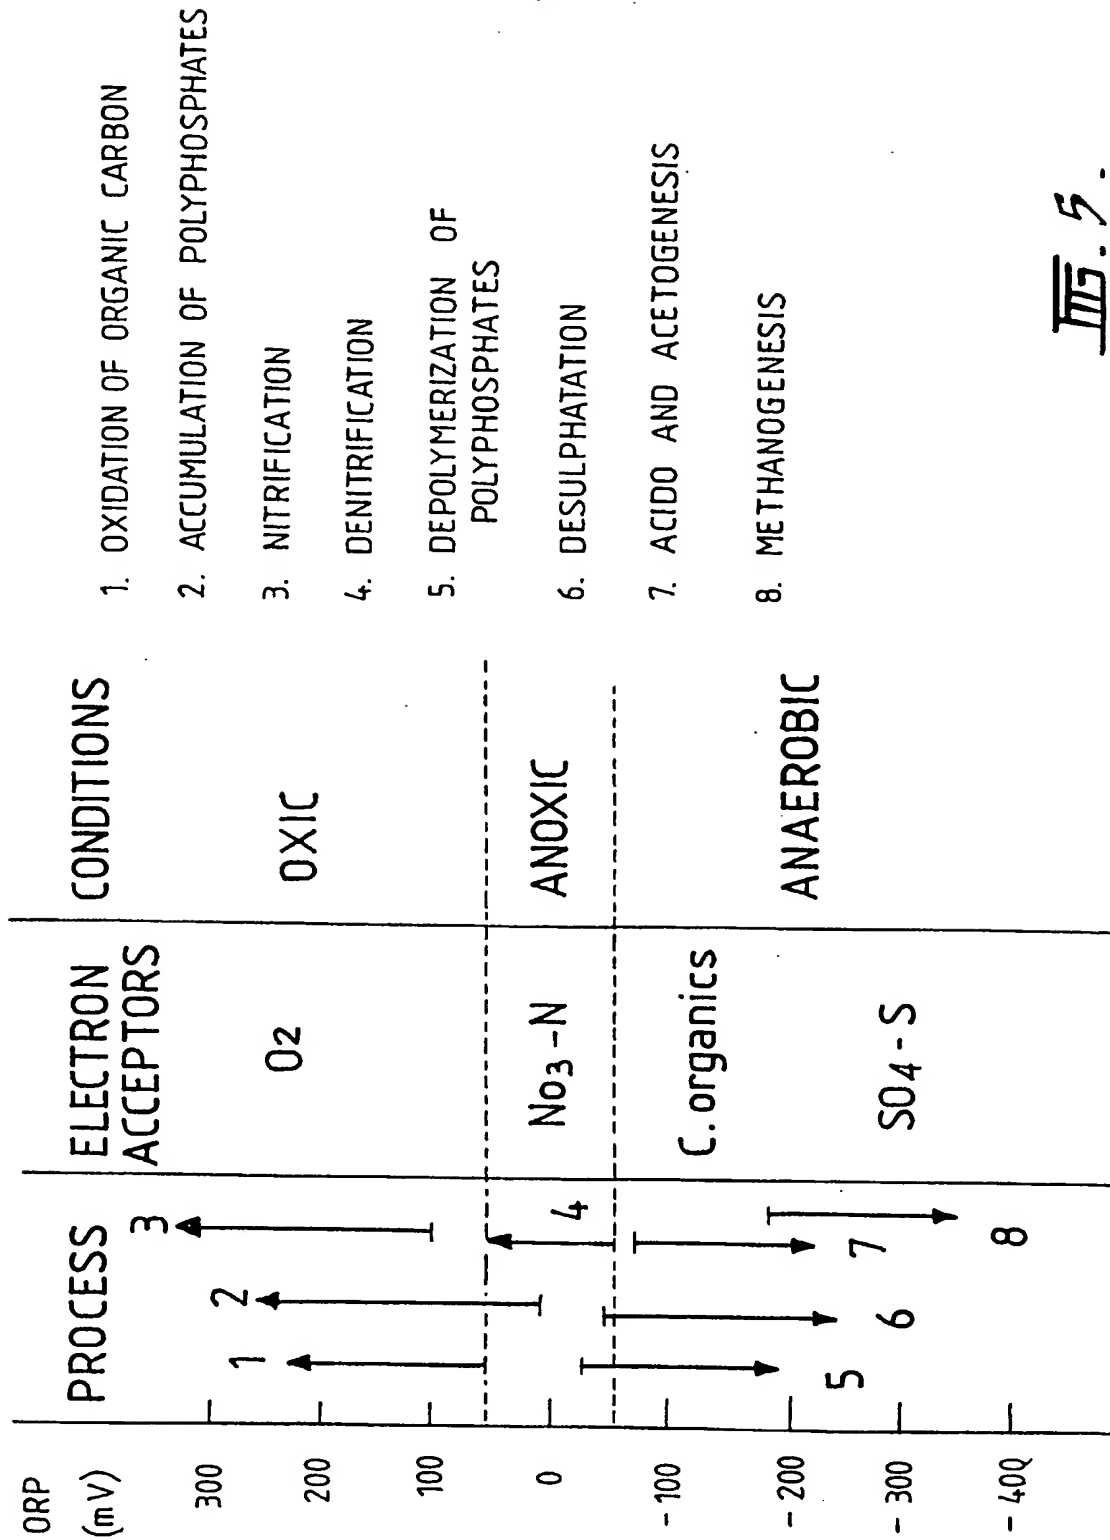 ORP
(mV)
PROCESS
ELECTRON
ACCEPTORS
CONDITIONS
300
200
100
0
- 100
- 200
- 300
- 400
1
2
3
4
5
6
7
8
O2
No3-N
C.organics
SO4-S
OXIC
ANOXIC
ANAEROBIC
1. OXIDATION OF ORGANIC CARBON
2. ACCUMULATION OF POLYPHOSPHATES
3. NITRIFICATION
4. DENITRIFICATION
5. DEPOLYMERIZATION OF
POLYPHOSPHATES
6. DESULPHATATION
7. ACIDO AND ACETOGENESIS
8. METHANOGENESIS
FIG. 5.